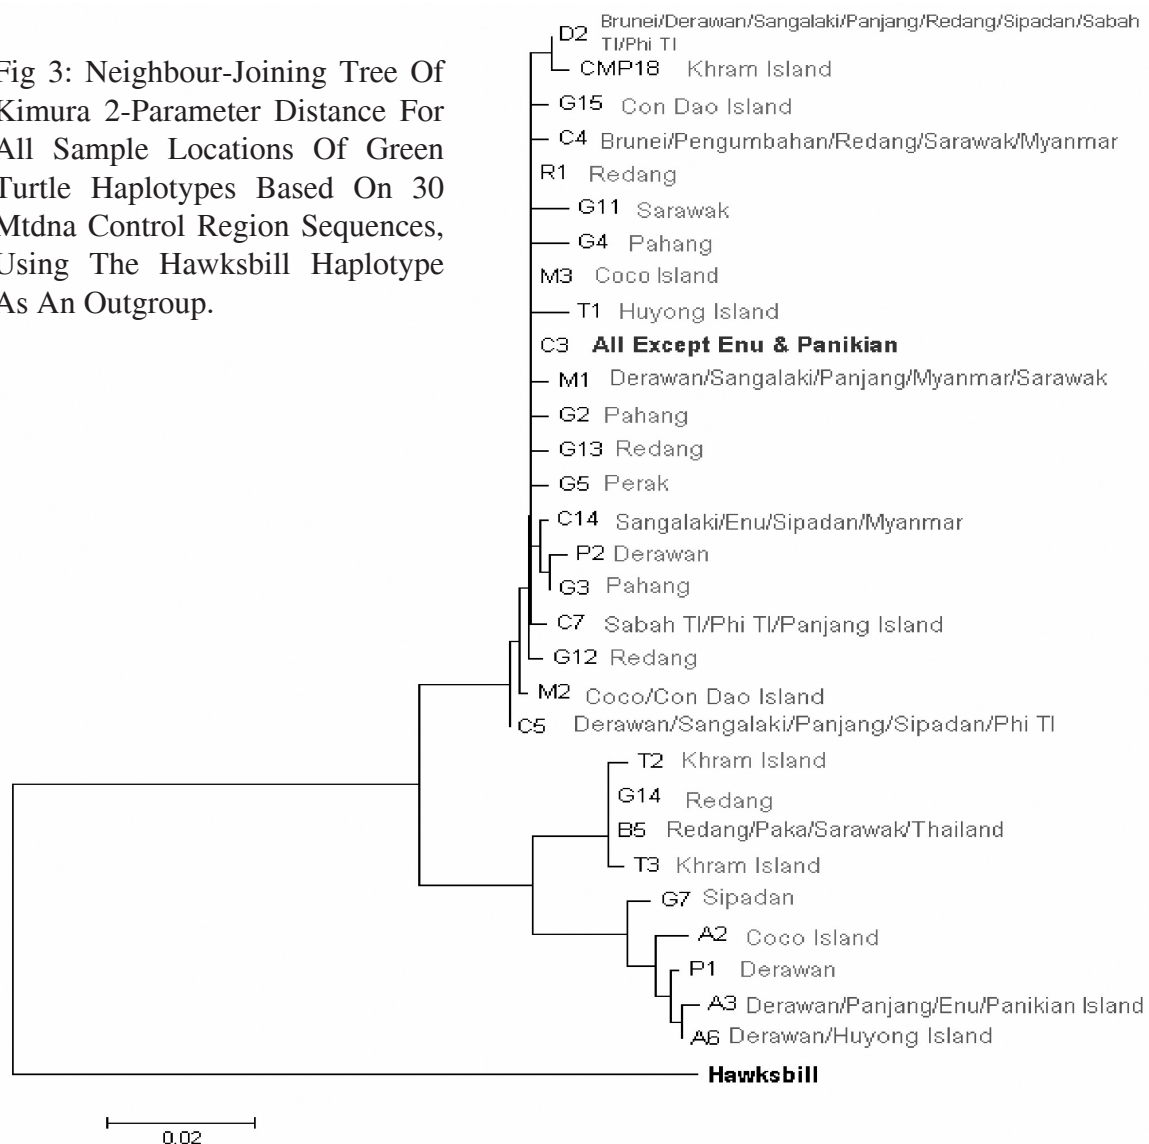 Fig 3: Neighbour-Joining Tree Of
Kimura 2-Parameter Distance For
All Sample Locations Of Green
Turtle Haplotypes Based On 30
Mtdna Control Region Sequences,
Using The Hawksbill Haplotype
As An Outgroup.
D2 Brunei/Derawan/Sangalaki/Panjang/Redang/Sipadan/Sabah
TI/Phi TI
CMP18 Khram Island
G15 Con Dao Island
C4 Brunei/Pengumbahan/Redang/Sarawak/Myanmar
R1 Redang
G11 Sarawak
G4 Pahang
M3 Coco Island
T1 Huyong Island
C3 All Except Enu & Panikian
M1 Derawan/Sangalaki/Panjang/Myanmar/Sarawak
G2 Pahang
G13 Redang
G5 Perak
C14 Sangalaki/Enu/Sipadan/Myanmar
P2 Derawan
G3 Pahang
C7 Sabah TI/Phi TI/Panjang Island
G12 Redang
M2 Coco/Con Dao Island
C5 Derawan/Sangalaki/Panjang/Sipadan/Phi TI
T2 Khram Island
G14 Redang
B5 Redang/Paka/Sarawak/Thailand
T3 Khram Island
G7 Sipadan
A2 Coco Island
P1 Derawan
A3 Derawan/Panjang/Enu/Panikian Island
A6 Derawan/Huyong Island
Hawksbill
0.02